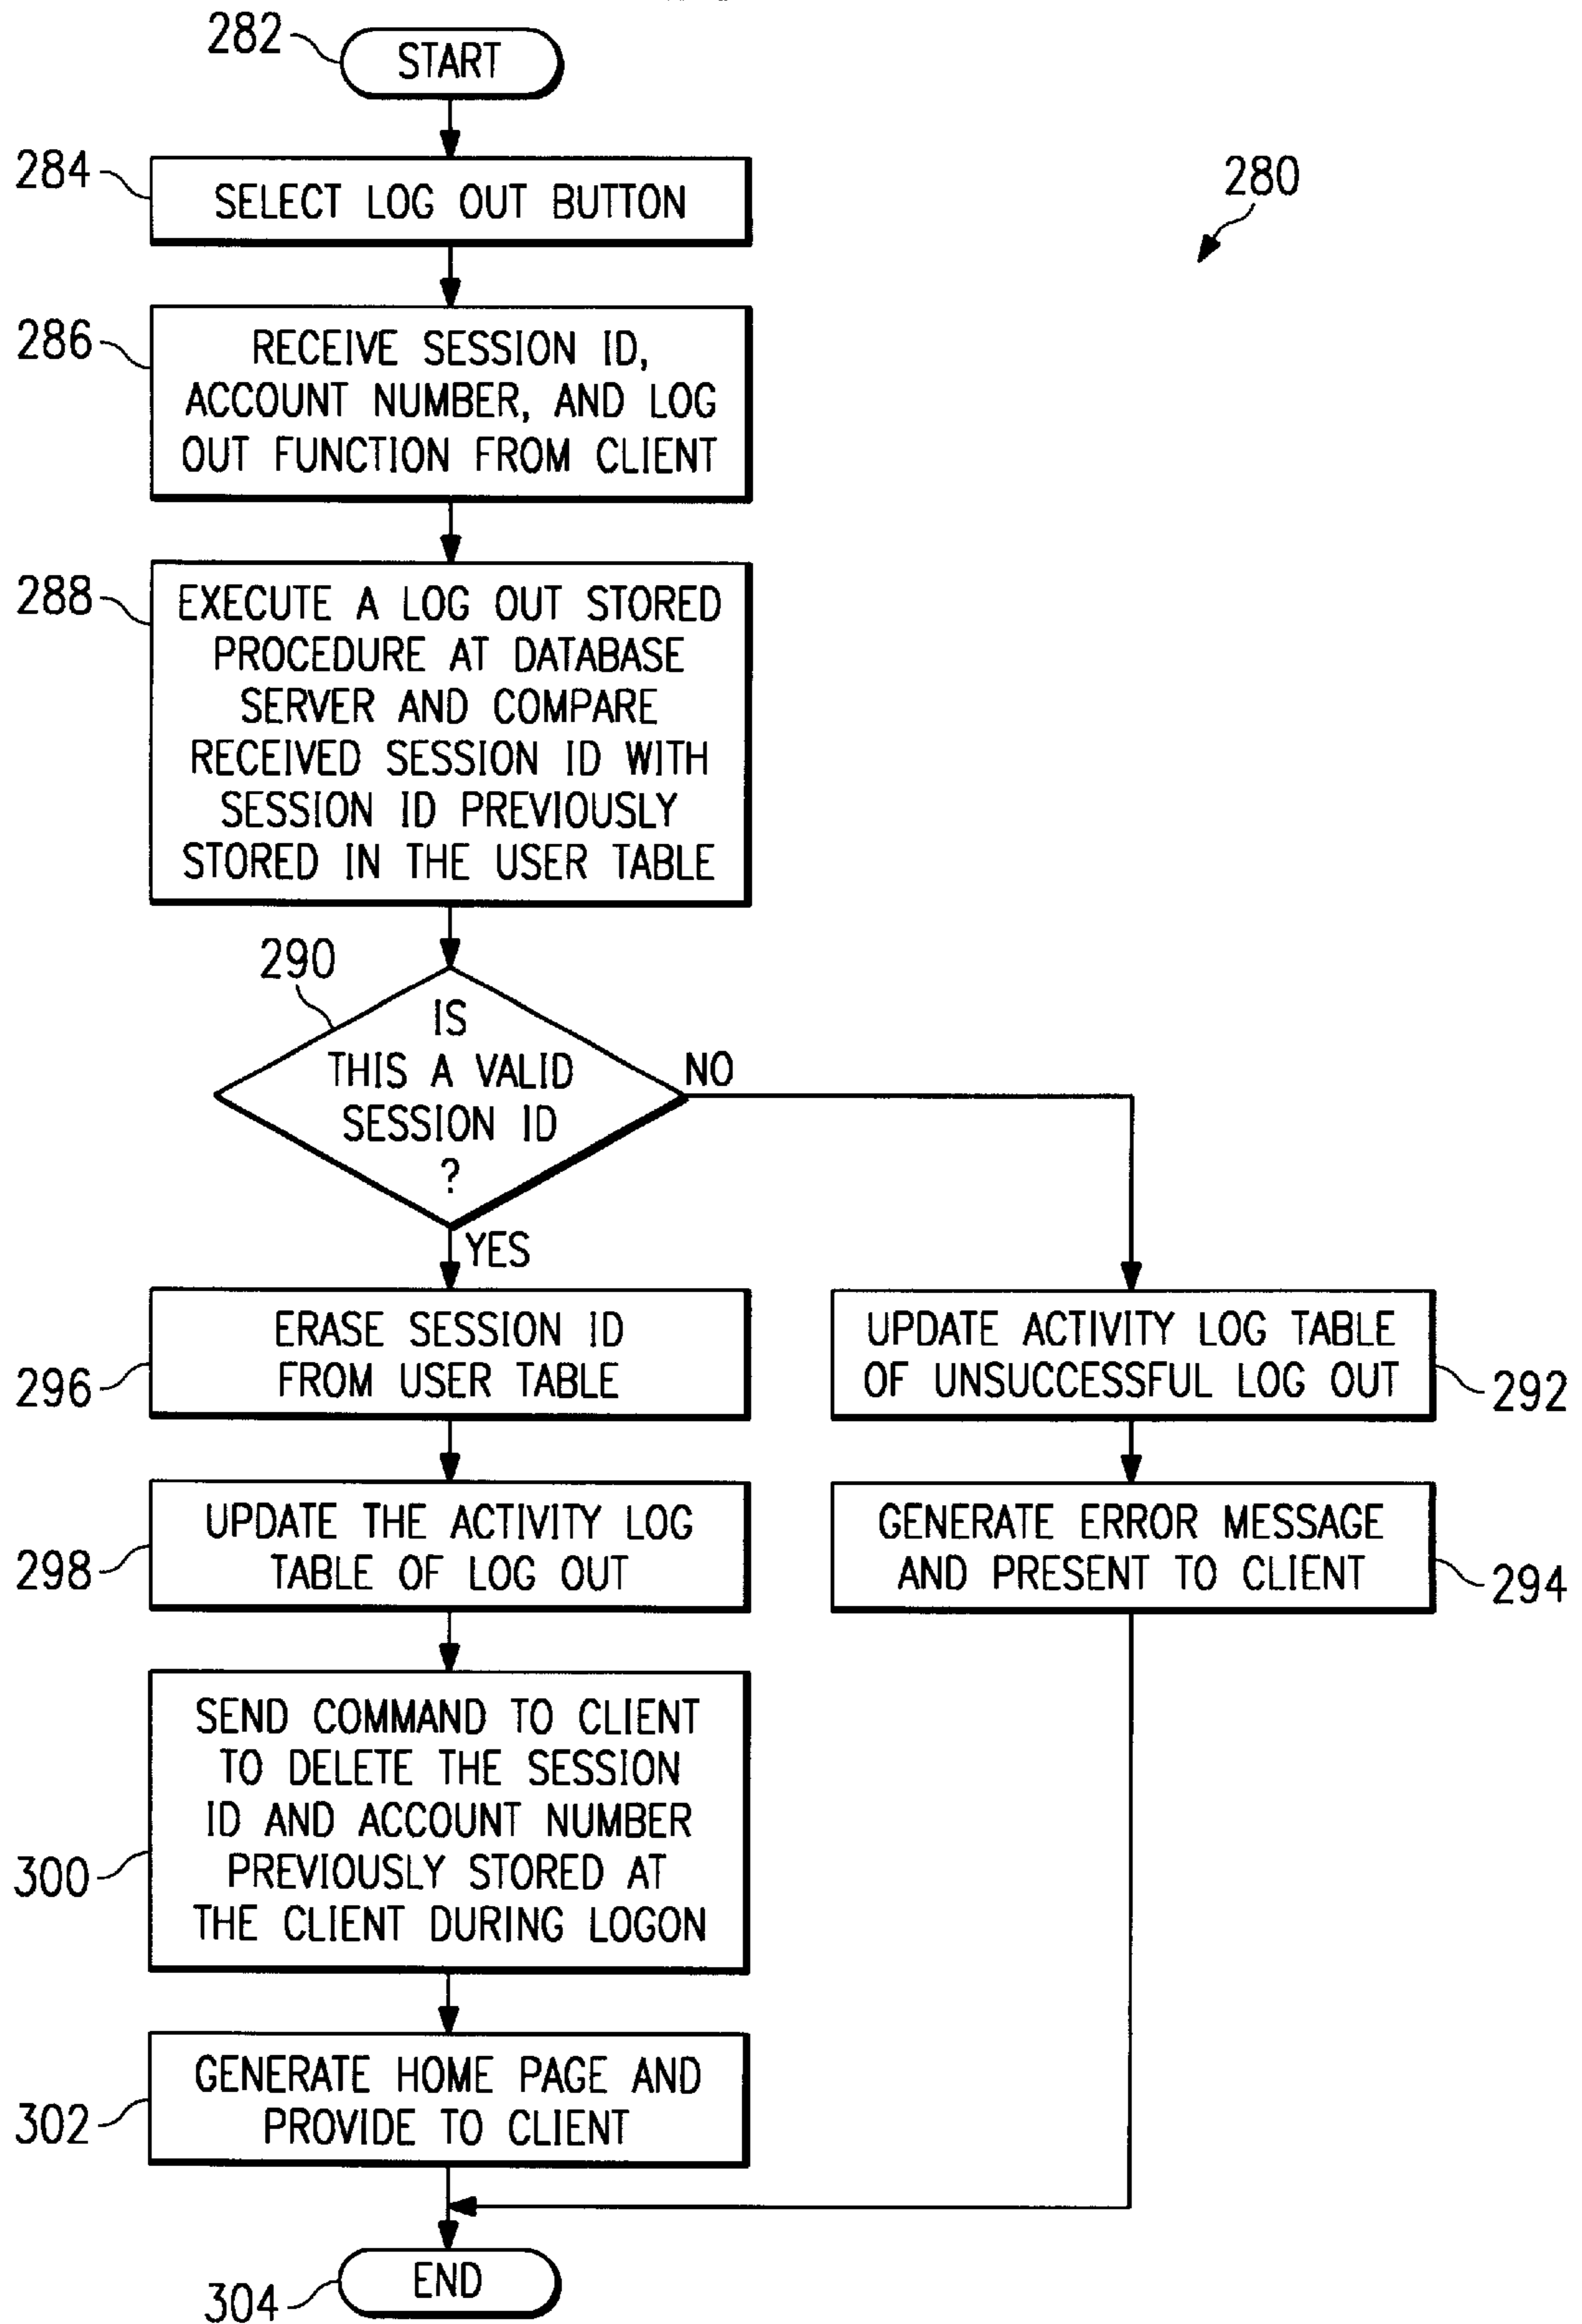 282
START
284
SELECT LOG OUT BUTTON
280
286
RECEIVE SESSION ID,
ACCOUNT NUMBER, AND LOG
OUT FUNCTION FROM CLIENT
288
EXECUTE A LOG OUT STORED
PROCEDURE AT DATABASE
SERVER AND COMPARE
RECEIVED SESSION ID WITH
SESSION ID PREVIOUSLY
STORED IN THE USER TABLE
290
IS
THIS A VALID
SESSION ID
?
NO
YES
296
ERASE SESSION ID
FROM USER TABLE
UPDATE ACTIVITY LOG TABLE
OF UNSUCCESSFUL LOG OUT
292
298
UPDATE THE ACTIVITY LOG
TABLE OF LOG OUT
GENERATE ERROR MESSAGE
AND PRESENT TO CLIENT
294
300
SEND COMMAND TO CLIENT
TO DELETE THE SESSION
ID AND ACCOUNT NUMBER
PREVIOUSLY STORED AT
THE CLIENT DURING LOGON
302
GENERATE HOME PAGE AND
PROVIDE TO CLIENT
304
END